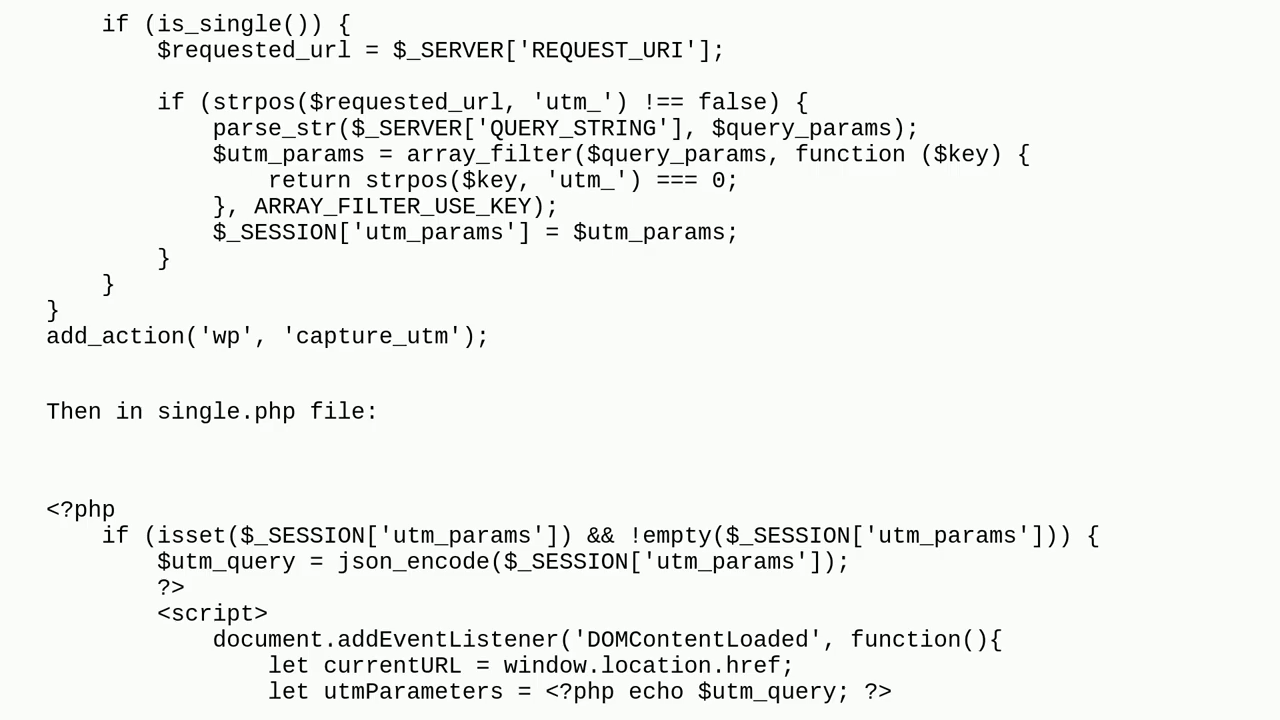 if (is_single()) {
$requested_url = $_SERVER['REQUEST_URI'];
if (strpos($requested_url, 'utm_') !== false) {
parse_str($_SERVER['QUERY_STRING'], $query_params);
$utm_params = array_filter($query_params, function ($key) {
return strpos($key, 'utm_') === 0;
}, ARRAY_FILTER_USE_KEY);
$_SESSION['utm_params'] = $utm_params;
}
}
}
add_action('wp', 'capture_utm');
Then in single.php file:
<?php
if (isset($_SESSION['utm_params']) && !empty($_SESSION['utm_params'])) {
$utm_query = json_encode($_SESSION['utm_params']);
?>
<script>
document.addEventListener('DOMContentLoaded', function(){
let currentURL = window.location.href;
let utmParameters = <?php echo $utm_query; ?>